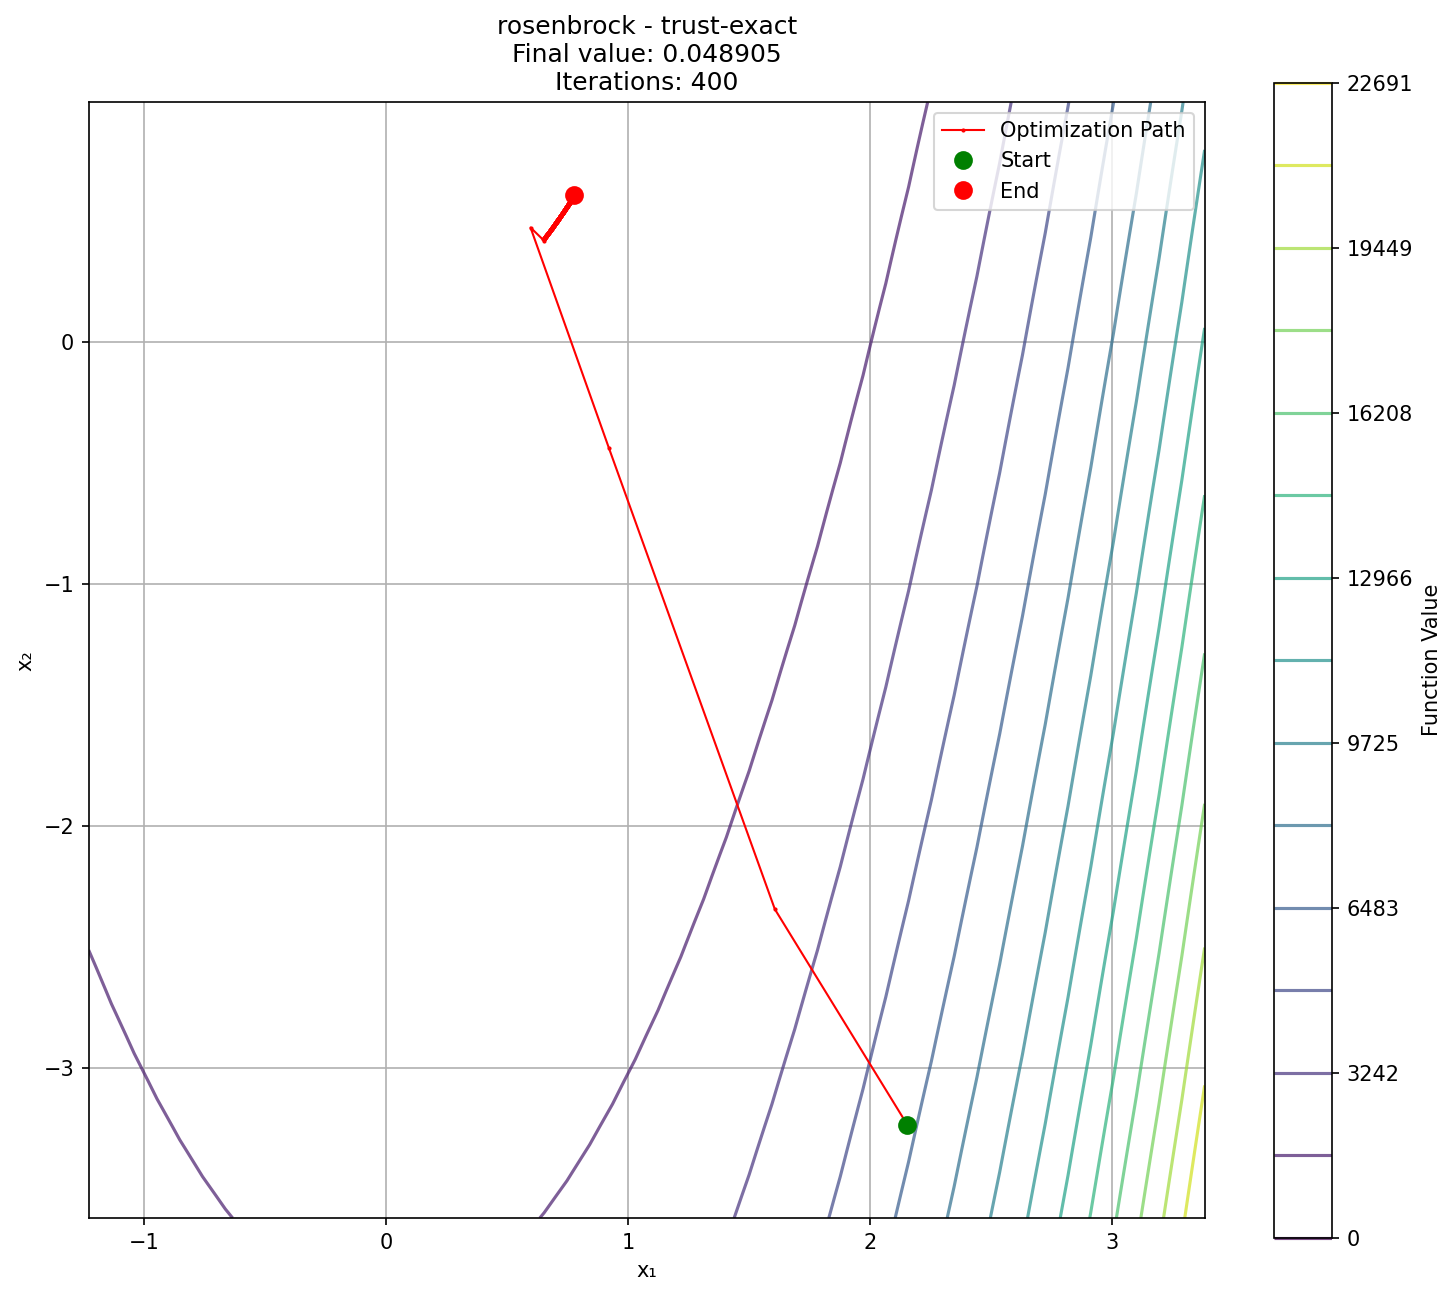 rosenbrock - trust-exact
Final value: 0.048905
Iterations: 400
Optimization Path
Start
End
0
−1
−2
−3
x₂
−1
0
1
2
3
x₁
22691
19449
16208
12966
9725
6483
3242
0
Function Value